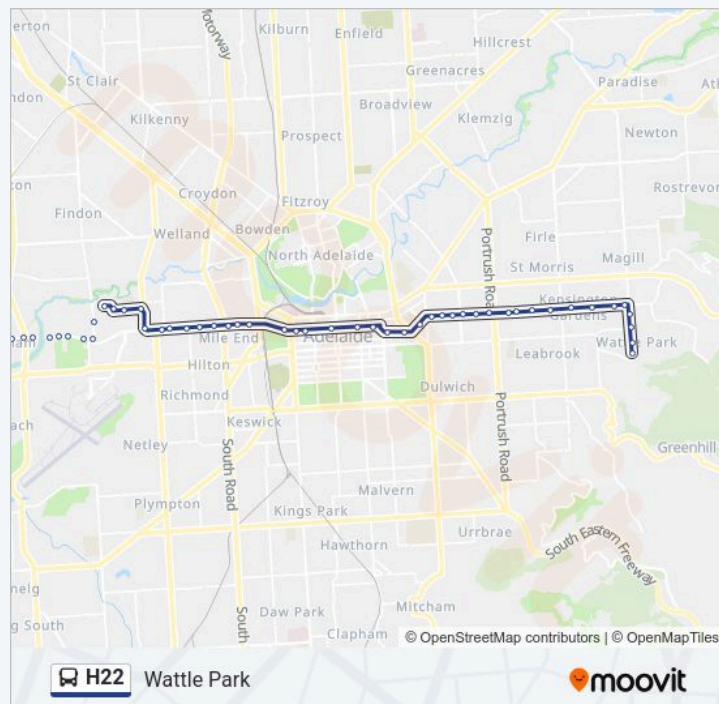 erton
Motorway
Kilburn
Enfield
Hillcrest
St Clair
Greenacres
Paradise
Ath
ndon
Broadview
Kilkenny
Klemzig
Newton
Prospect
Croydon
Rostrevor
Findon
Fitzroy
Welland
Bowden
Portrush Road
Firle
North Adelaide
Magill
St Morris
Kensington Gardens
Mile End
Adelaide
Wattle Park
am
Hilton
Leabrook
Richmond
Dulwich
Keswick
Portrush Road
ach
Netley
South Road
Greenhill
Malvern
Plympton
Kings Park
Urrbrae
Hawthorn
South Eastern Freeway
nelg
Mitcham
g South
South
Daw Park
Clapham
© OpenStreetMap contributors | © OpenMapTiles
H22 Wattle Park
moovit